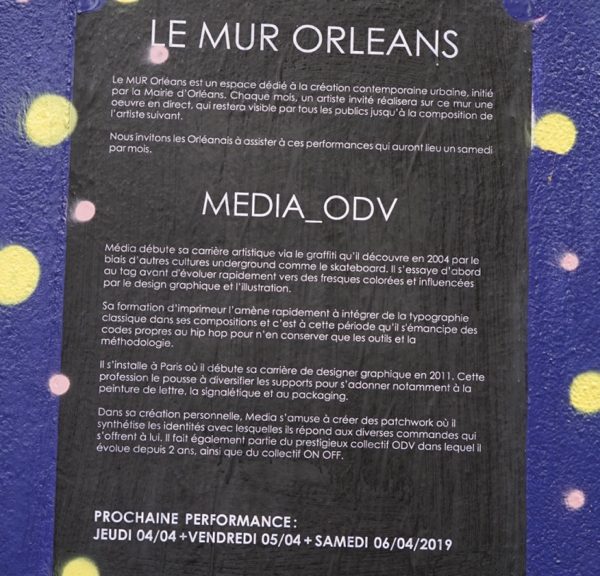 LE MUR ORLEANS
Le MUR Orléans est un espace dédié à la création contemporaine urbaine, initié
par la Mairie d'Orléans. Chaque mois, un artiste invité réalisera sur ce mur une
oeuvre en direct, qui restera visible par tous les publics jusqu'à la composition de
l'artiste suivant.
Nous invitons les Orléanais à assister à ces performances qui auront lieu un samedi
par mois.
MEDIA_ODV
Média débute sa carrière artistique via le graffiti qu'il découvre en 2004 par le
biais d'autres cultures underground comme le skateboard. Il s'essaye d'abord
au tag avant d'évoluer rapidement vers des fresques colorées et influencées
par le design graphique et l'illustration.
Sa formation d'imprimeur l'amène rapidement à intégrer de la typographie
classique dans ses compositions et c'est à cette période qu'il s'émancipe des
codes propres au hip hop pour n'en conserver que les outils et la
méthodologie.
Il s'installe à Paris où il débute sa carrière de designer graphique en 2011. Cette
profession le pousse à diversifier les supports pour s'adonner notamment à la
peinture de lettre, la signalétique et au packaging.
Dans sa création personnelle, Media s'amuse à créer des patchwork où il
synthétise les identités avec lesquelles ils répond aux diverses commandes qui
s'offrent à lui. Il fait également partie du prestigieux collectif ODV dans lequel il
évolue depuis 2 ans, ainsi que du collectif ON OFF.
PROCHAINE PERFORMANCE:
JEUDI 04/04+VENDREDI 05/04+ SAMEDI 06/04/2019